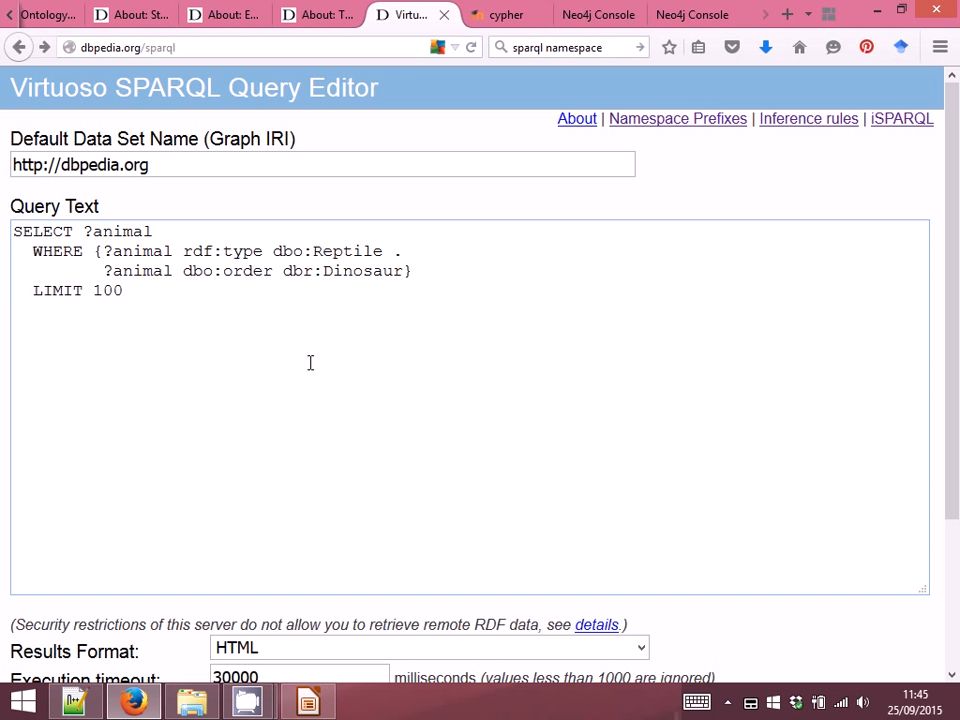 Ontology...
About: St...
About: E...
About: T...
Virtu...
cypher
Neo4j Console
Neo4j Console
dbpedia.org/sparql
sparql namespace
Virtuoso SPARQL Query Editor
About | Namespace Prefixes | Inference rules | iSPARQL
Default Data Set Name (Graph IRI)
http://dbpedia.org
Query Text
SELECT ?animal
WHERE {?animal rdf:type dbo:Reptile .
?animal dbo:order dbr:Dinosaur}
LIMIT 100
(Security restrictions of this server do not allow you to retrieve remote RDF data, see details.)
Results Format:
HTML
Execution timeout:
30000
milliseconds (values less than 1000 are ignored)
11:45
25/09/2015